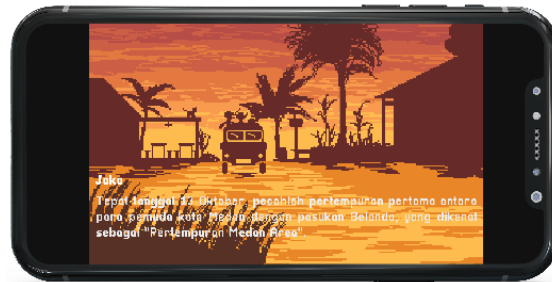 Joko
Tepat tanggal 13 Oktober, pecahlah pertempuran pertama antara
para pemuda kota Medan dengan pasukan Belanda, yang dikenal
sebagai "Pertempuran Medan Area"